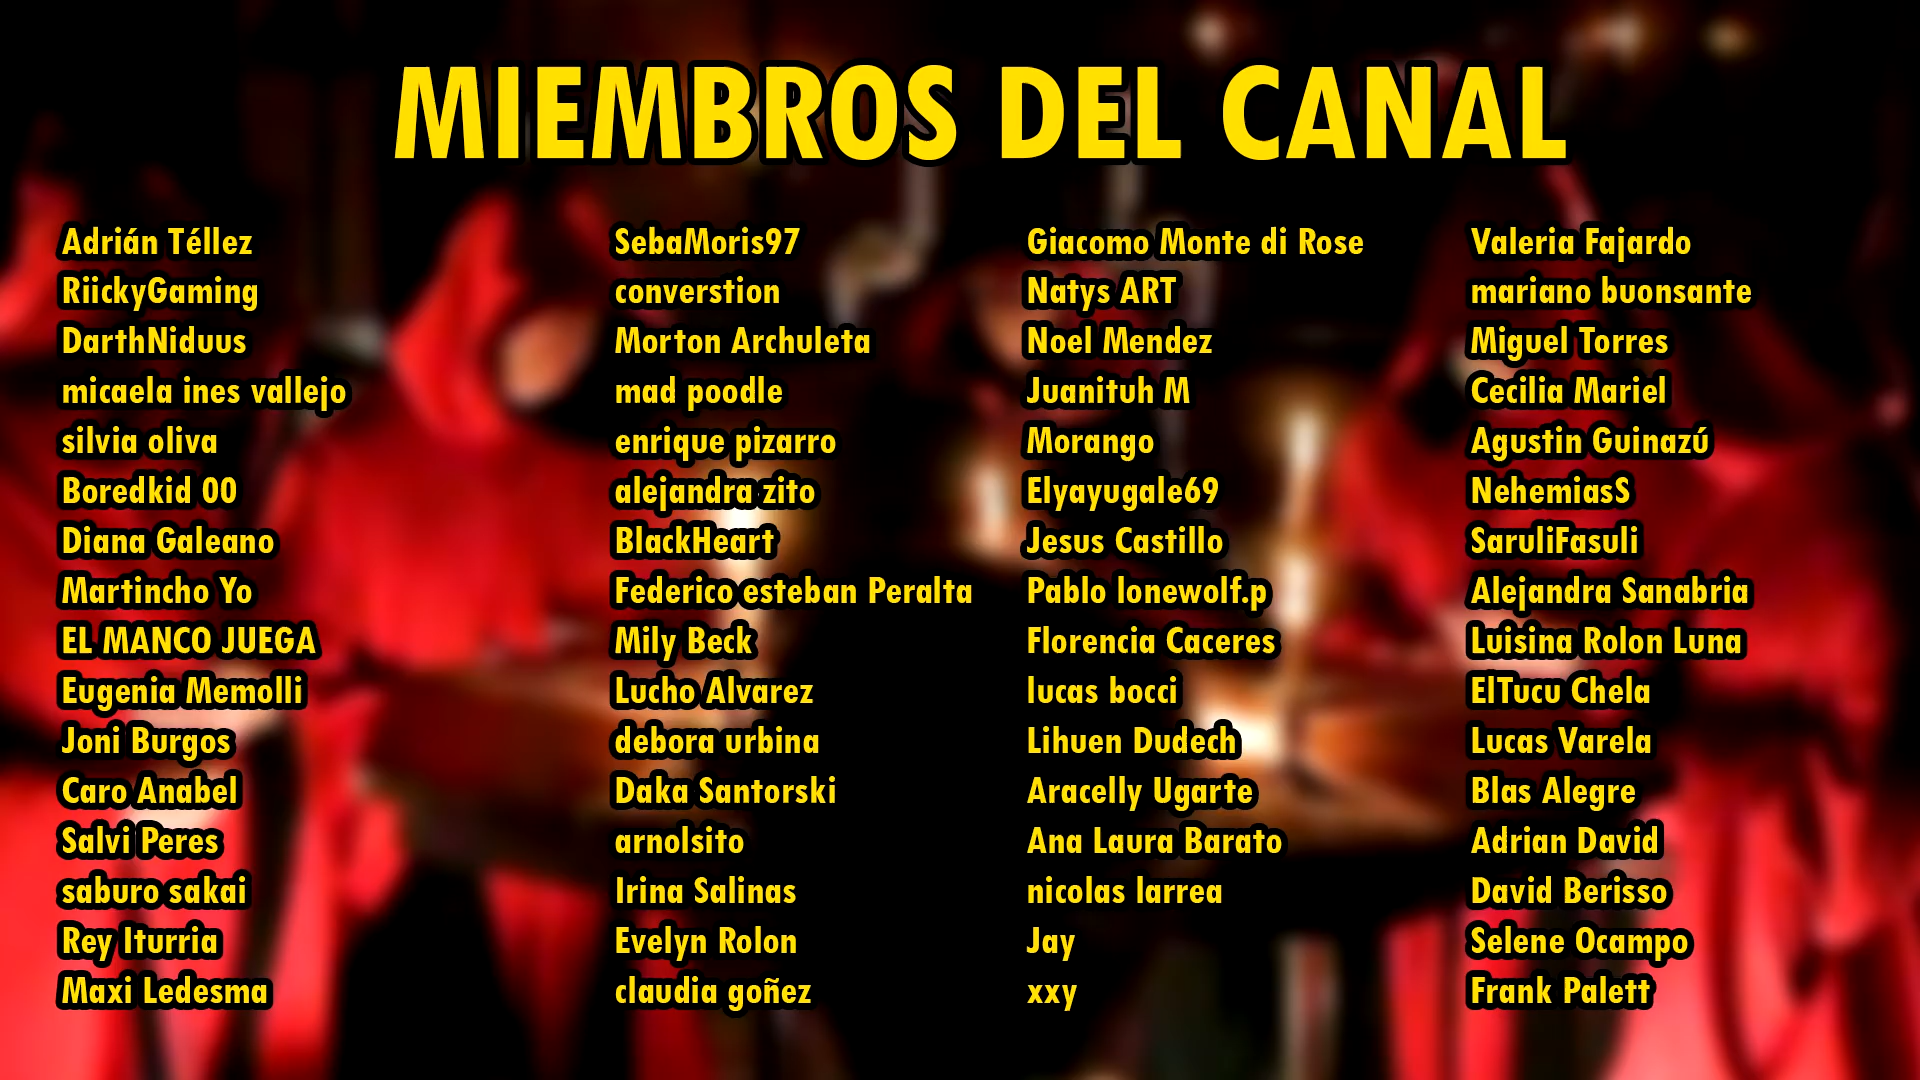 MIEMBROS DEL CANAL
Adrián Téllez
RiickyGaming
DarthNiduus
micaela ines vallejo
silvia oliva
Boredkid 00
Diana Galeano
Martincho Yo
EL MANCO JUEGA
Eugenia Memolli
Joni Burgos
Caro Anabel
Salvi Peres
saburo sakai
Rey Iturria
Maxi Ledesma
SebaMoris97
converstion
Morton Archuleta
mad poodle
enrique pizarro
alejandra zito
BlackHeart
Federico esteban Peralta
Mily Beck
Lucho Alvarez
debora urbina
Daka Santorski
arnolsito
Irina Salinas
Evelyn Rolon
claudia goñez
Giacomo Monte di Rose
Natys ART
Noel Mendez
Juanituh M
Morango
Elyayugale69
Jesus Castillo
Pablo lonewolf.p
Florencia Caceres
lucas bocci
Lihuen Dudech
Aracelly Ugarte
Ana Laura Barato
nicolas larrea
Jay
xxy
Valeria Fajardo
mariano buonsante
Miguel Torres
Cecilia Mariel
Agustin Guinazú
NehemiasS
SaruliFasuli
Alejandra Sanabria
Luisina Rolon Luna
ElTucu Chela
Lucas Varela
Blas Alegre
Adrian David
David Berisso
Selene Ocampo
Frank Palett